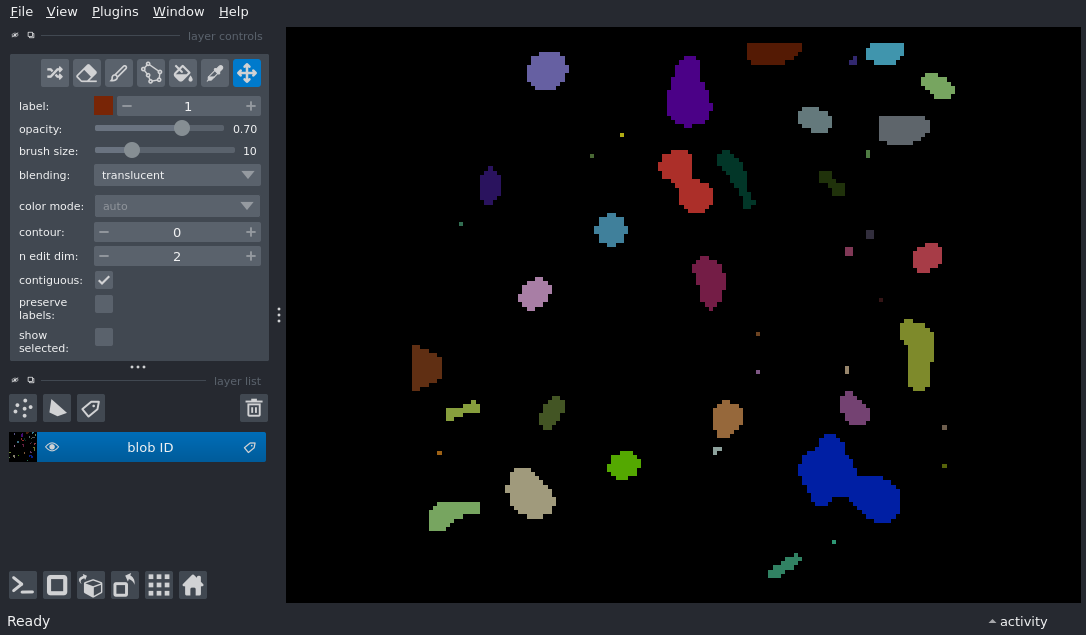 File View Plugins Window Help
layer controls
label: 1
opacity: 0.70
brush size: 10
blending: translucent
color mode: auto
contour: 0
n edit dim: 2
contiguous:
preserve
labels:
show
selected:
layer list
blob ID
Ready
activity